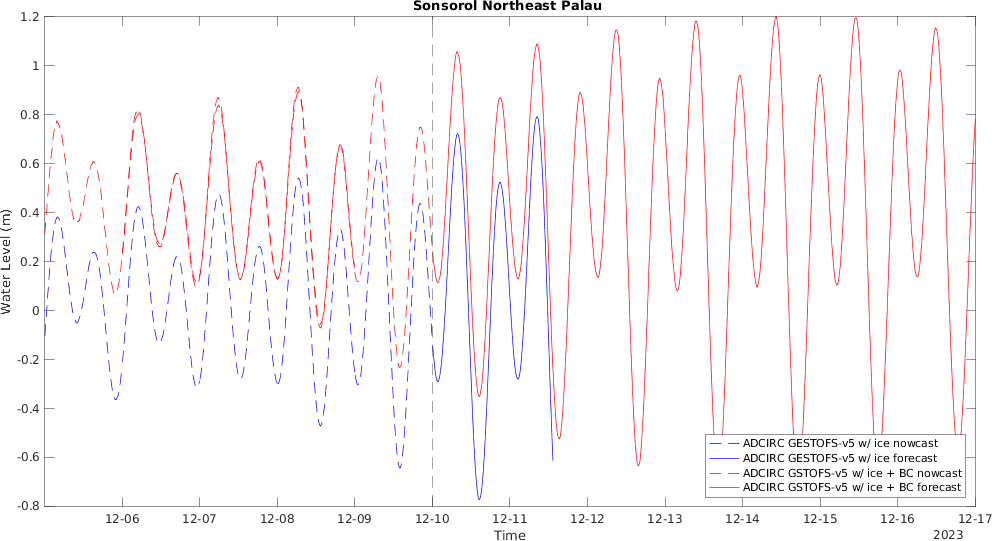 Sonsorol Northeast Palau
1.2
1
0.8
0.6
0.4
0.2
0
-0.2
-0.4
-0.6
-0.8
Water Level (m)
ADCIRC GESTOFS-v5 w/ ice nowcast
ADCIRC GESTOFS-v5 w/ ice forecast
ADCIRC GSTOFS-v5 w/ ice + BC nowcast
ADCIRC GSTOFS-v5 w/ ice + BC forecast
12-06 12-07 12-08 12-09 12-10 12-11 12-12 12-13 12-14 12-15 12-16 12-17
Time
2023